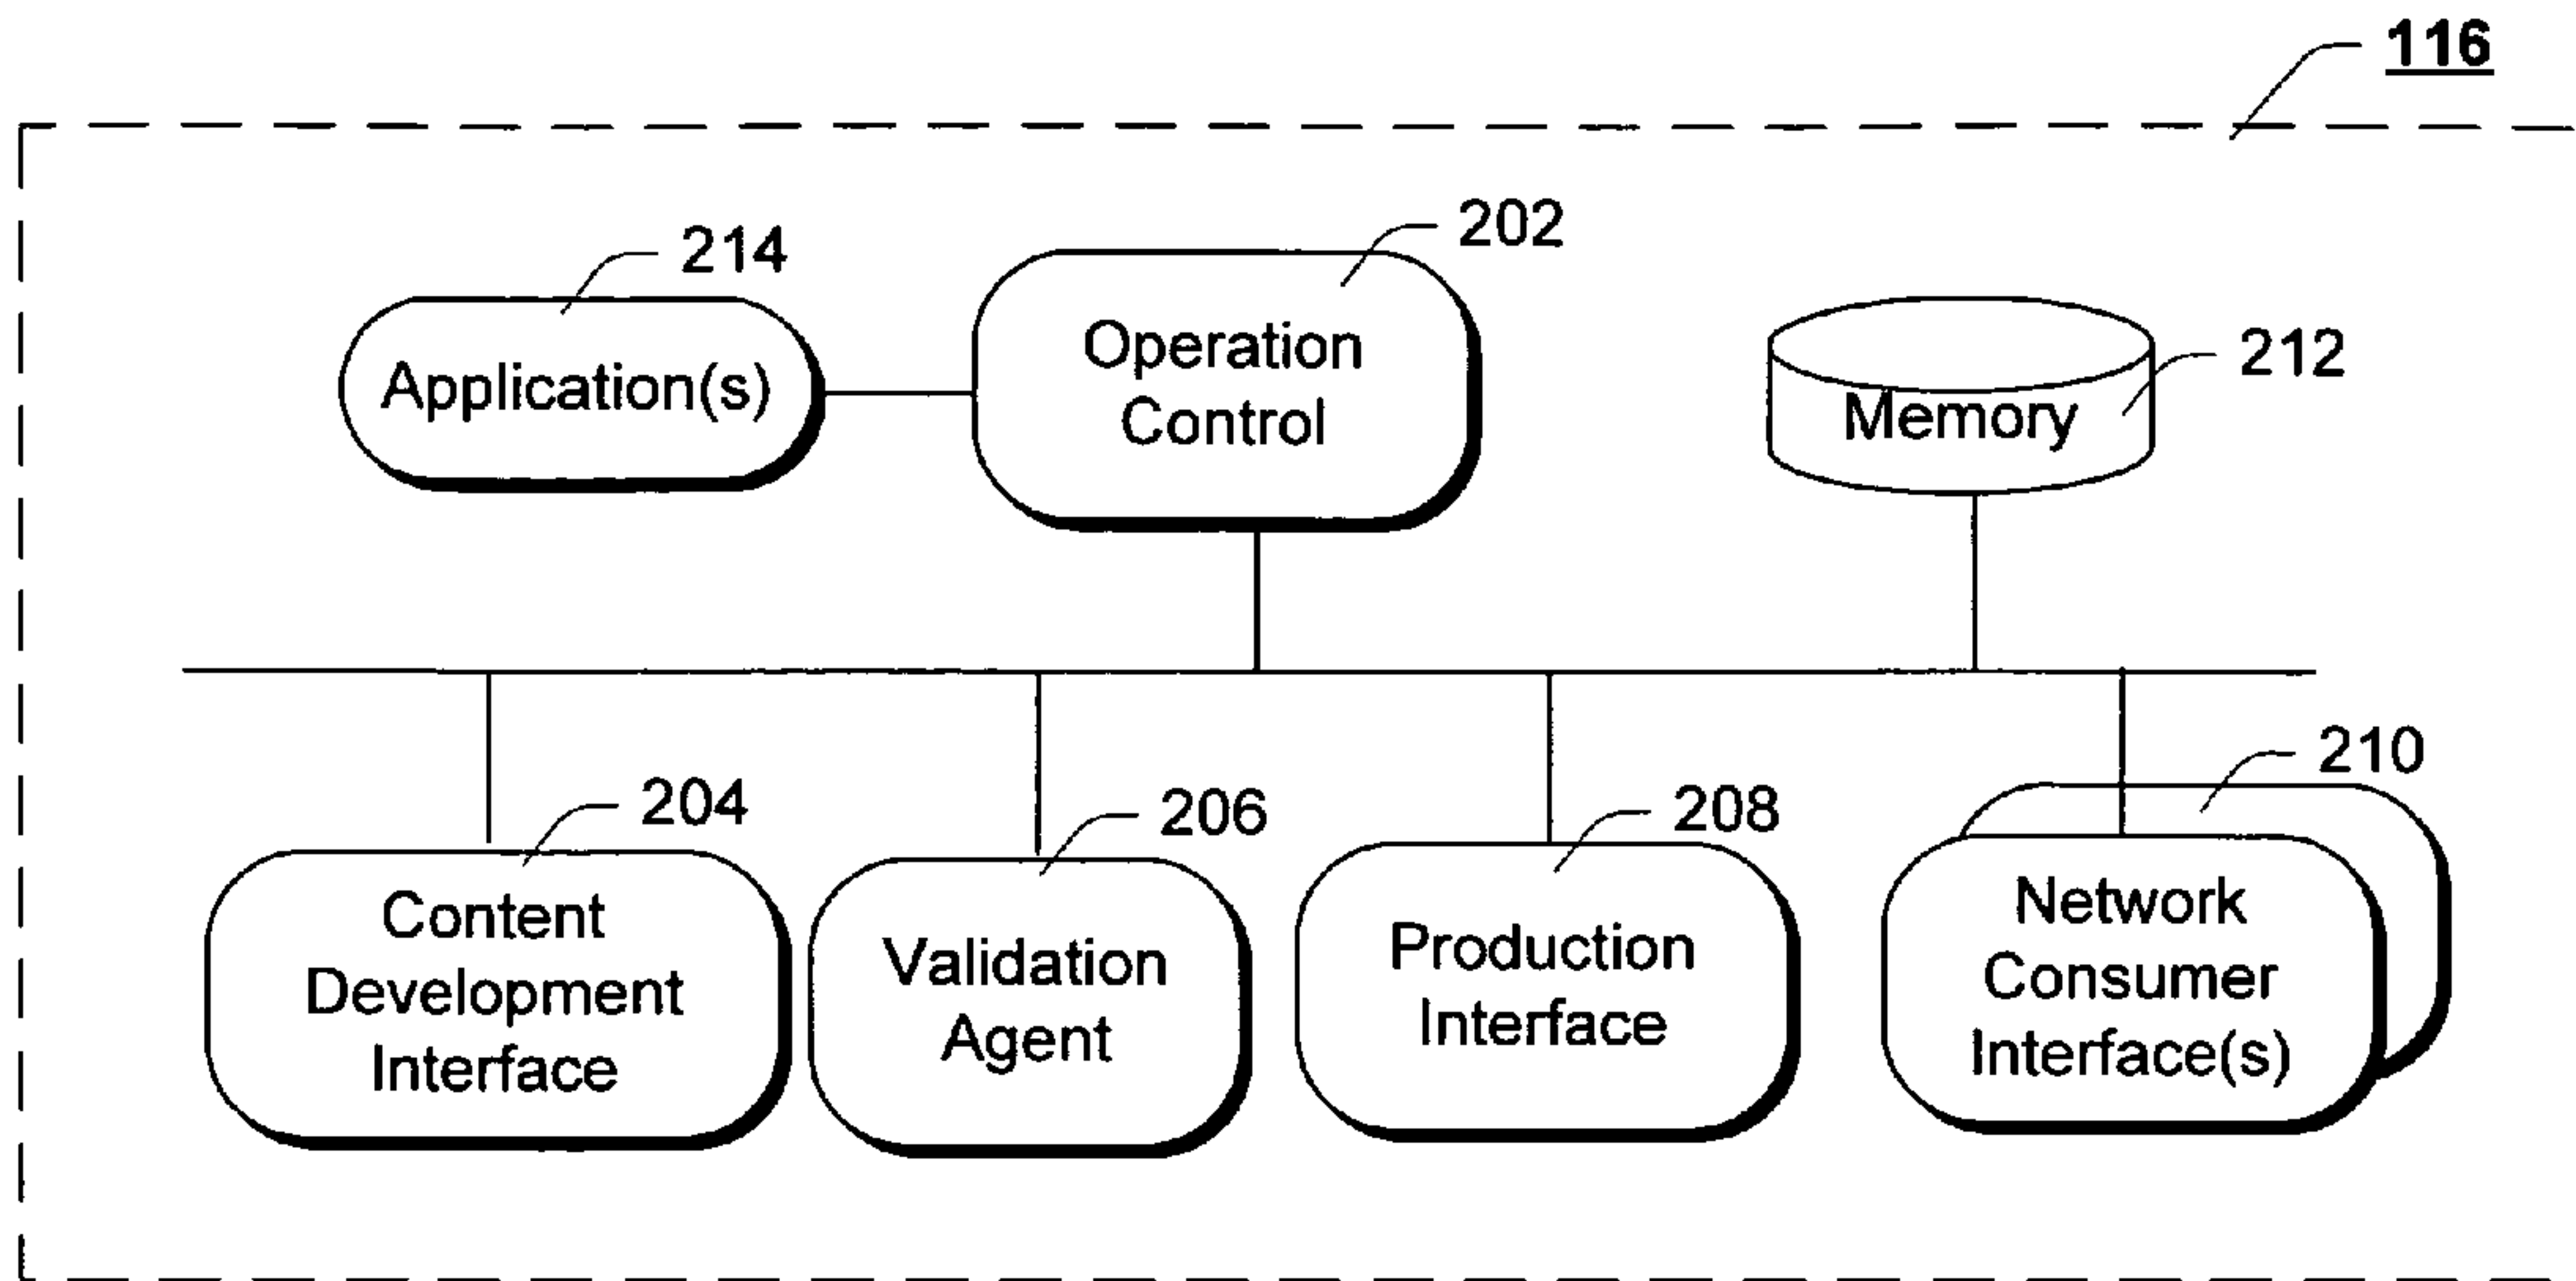 116
214
Application(s)
202
Operation
Control
212
Memory
204
Content
Development
Interface
206
Validation
Agent
208
Production
Interface
210
Network
Consumer
Interface(s)